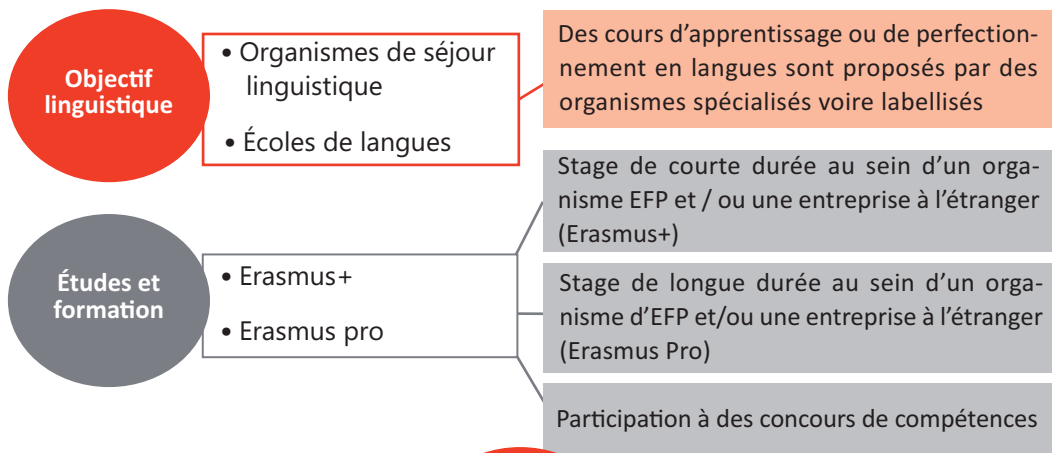 Objectif
linguistique
• Organismes de séjour
linguistique
• Écoles de langues
Des cours d’apprentissage ou de perfection-
nement en langues sont proposés par des
organismes spécialisés voire labellisés
Études et
formation
• Erasmus+
• Erasmus pro
Stage de courte durée au sein d’un orga-
nisme EFP et / ou une entreprise à l’étranger
(Erasmus+)
Stage de longue durée au sein d’un orga-
nisme d’EFP et/ou une entreprise à l’étranger
(Erasmus Pro)
Participation à des concours de compétences